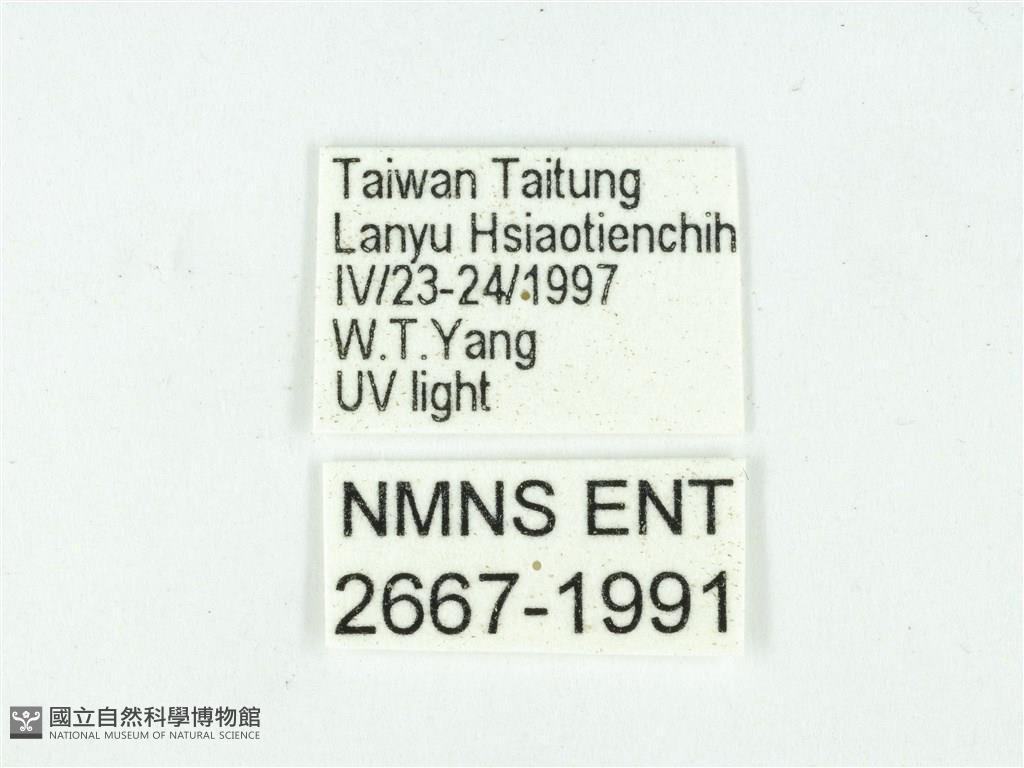 Taiwan Taitung
Lanyu Hsiaotienchih
IV/23-24/1997
W.T.Yang
UV light
NMNS ENT
2667-1991
國立自然科學博物館
NATIONAL MUSEUM OF NATURAL SCIENCE